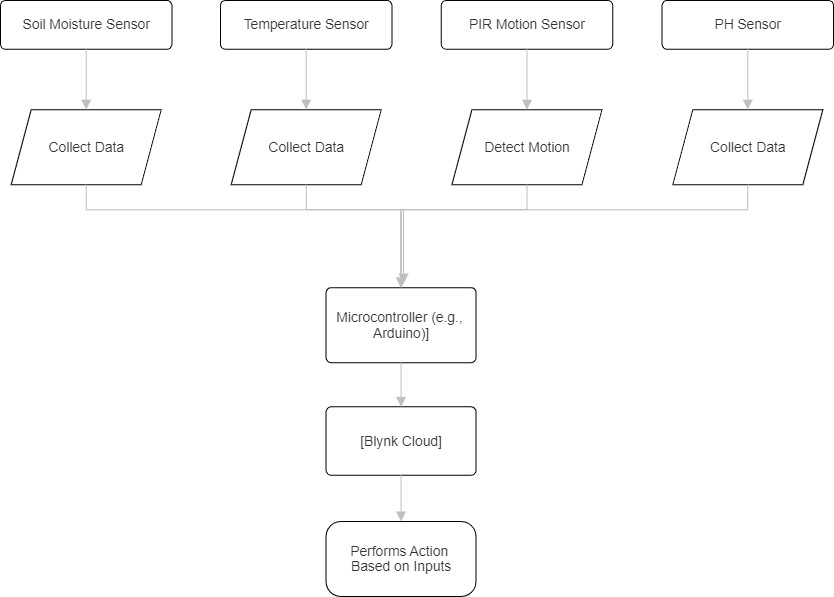 Soil Moisture Sensor
Temperature Sensor
PIR Motion Sensor
PH Sensor
Collect Data
Collect Data
Detect Motion
Collect Data
Microcontroller (e.g.,
Arduino)]
[Blynk Cloud]
Performs Action
Based on Inputs